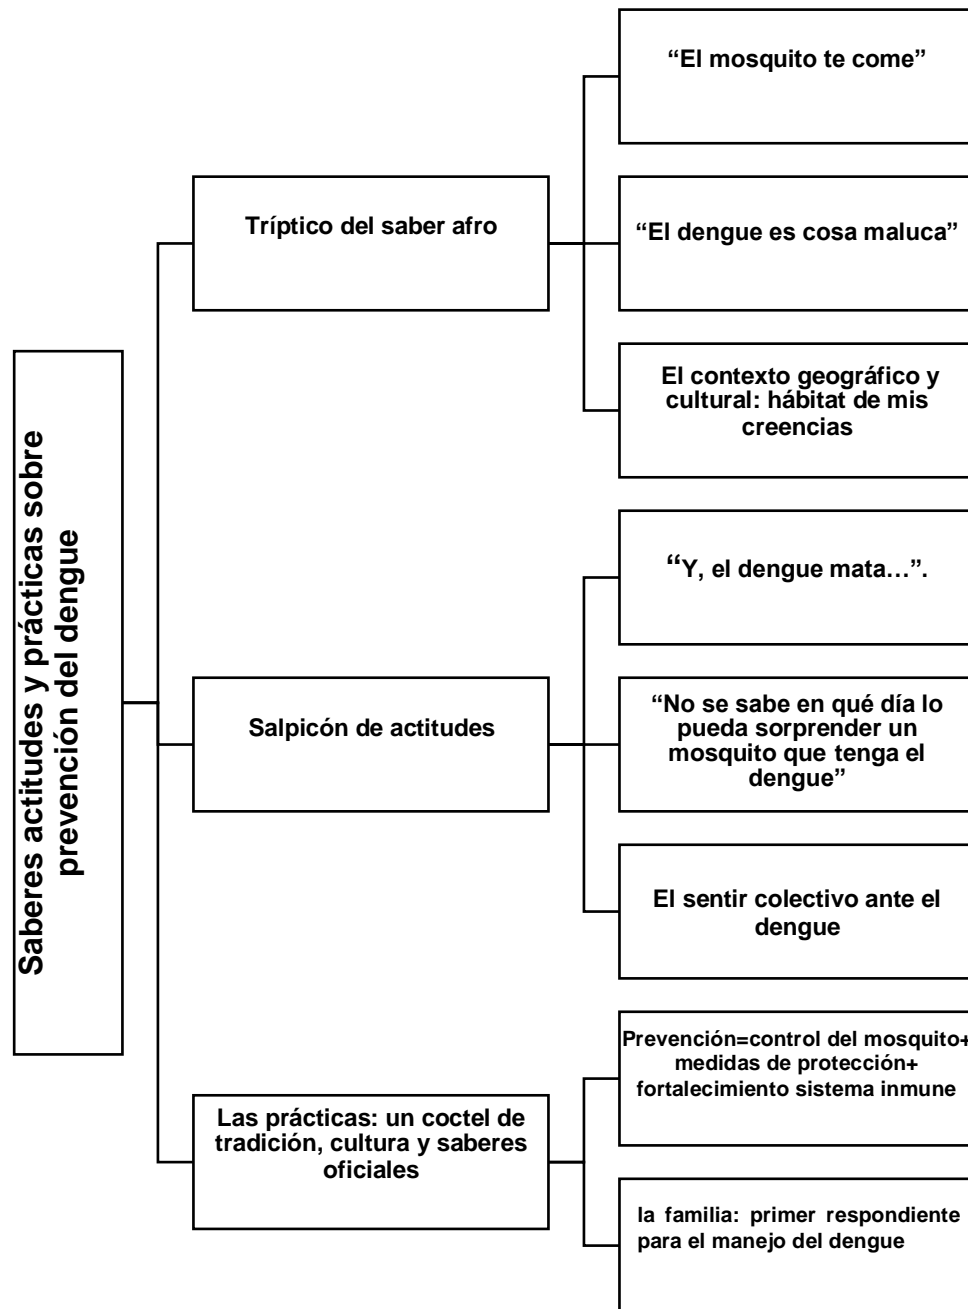 Saberes actitudes y prácticas sobre
prevención del dengue
Tríptico del saber afro
“El mosquito te come”
“El dengue es cosa maluca”
El contexto geográfico y
cultural: hábitat de mis
creencias
Salpicón de actitudes
“Y, el dengue mata…”.
“No se sabe en qué día lo
pueda sorprender un
mosquito que tenga el
dengue”
El sentir colectivo ante el
dengue
Las prácticas: un coctel de
tradición, cultura y saberes
oficiales
Prevención=control del mosquito+
medidas de protección+
fortalecimiento sistema inmune
la familia: primer respondiente
para el manejo del dengue